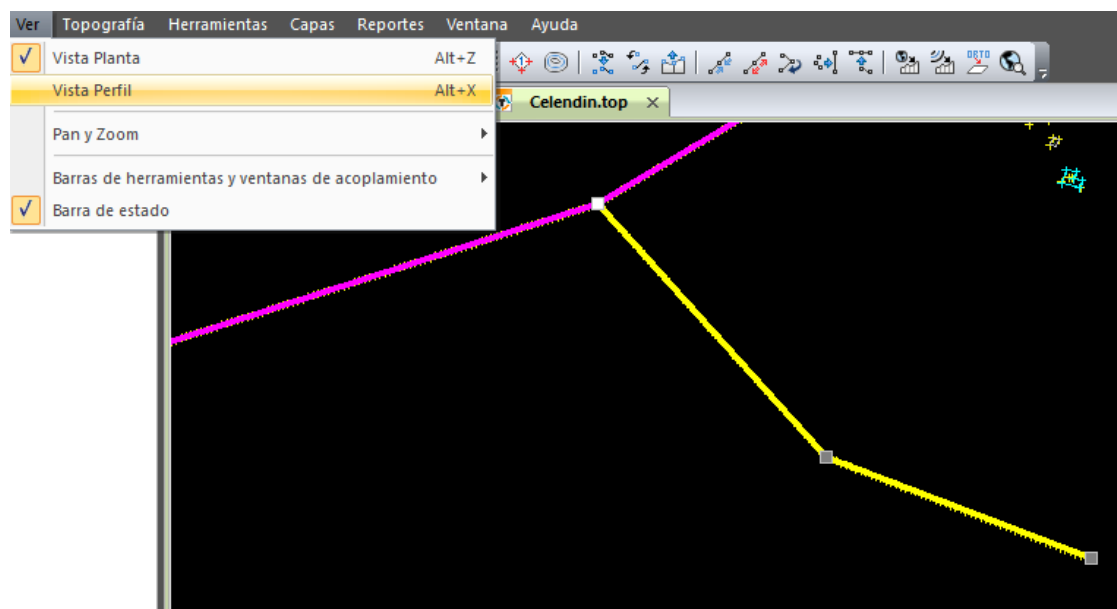 Ver Topografía Herramientas Capas Reportes Ventana Ayuda
Vista Planta Alt+Z
Vista Perfil Alt+X
Celendin.top ×
Pan y Zoom
Barras de herramientas y ventanas de acoplamiento
Barra de estado
ORTO